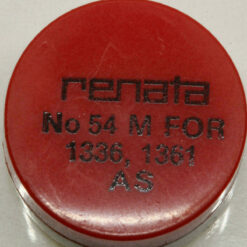 renata
No 54 M FOR
1336, 1361
AS